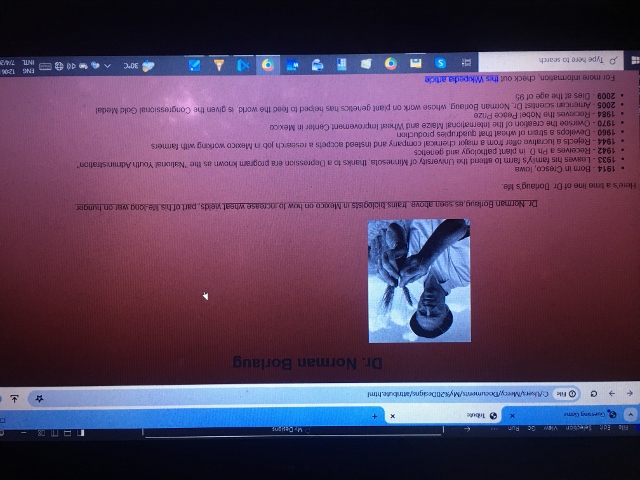 File Edit Selection View Go Run ... My Designs
Guessing Game Tribute
File C:/Users/Mercy/Documents/My%20Designs/attribute.html
Dr. Norman Borlaug
Dr. Norman Borlaug,as seen above, trains biologists in Mexico on how to increase wheat yields, part of his life-long war on hunger
Here's a time line of Dr. Borlaug's life:
1914 - Born in Cresco, Iowa
1933 - Leaves his family's farm to attend the University of Minnesota, thanks to a Depression era program known as the "National Youth Administration"
1942 - Receives a Ph.D. in plant pathology and genetics
1944 - Rejects a lucrative offer from a major chemical company and instead accpets a research job in Mexico working with farmers
1960 - Develops a strain of wheat that quadruples production
1970 - Oversee the creation of the International Maize and Wheat Improvement Center in Mexico
1984 - Receives the Nobel Peace Prize
2005 - American scientist Dr. Norman Borlaug, whose work on plant genetics has helped to feed the world, is given the Congressional Gold Medal
2009 - Dies at the age of 95
For more information, check out this Wikipedia article
Type here to search 30°C ENG 12:06
INTL 7/4/2